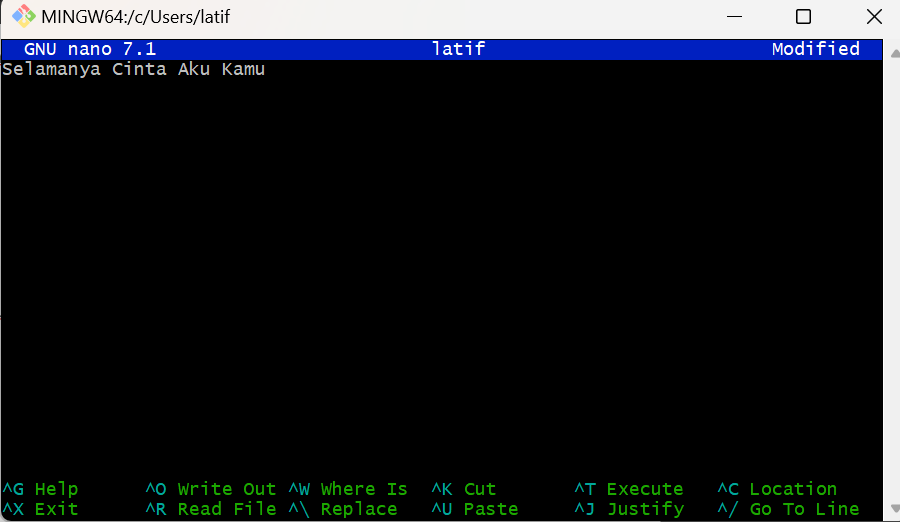 MINGW64:/c/Users/latif
GNU nano 7.1 latif Modified
Selamanya Cinta Aku Kamu
^G Help ^O Write Out ^W Where Is ^K Cut ^T Execute ^C Location
^X Exit ^R Read File ^\ Replace ^U Paste ^J Justify ^/ Go To Line